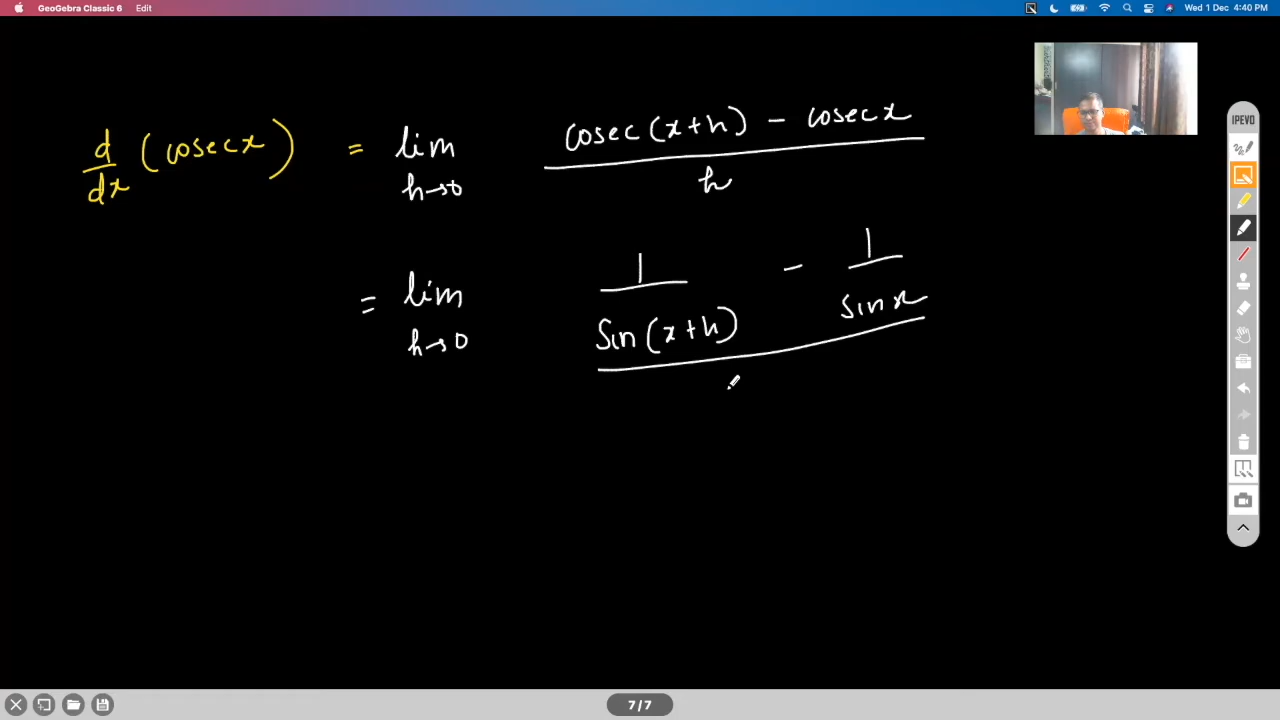 GeoGebra Classic 6 Edit Wed 1 Dec 4:40 PM
IPEVO
d/dx (cosec x) = lim h→0 cosec(x+h) − cosec x / h
= lim h→0 1/Sin(x+h) − 1/Sin x
7/7